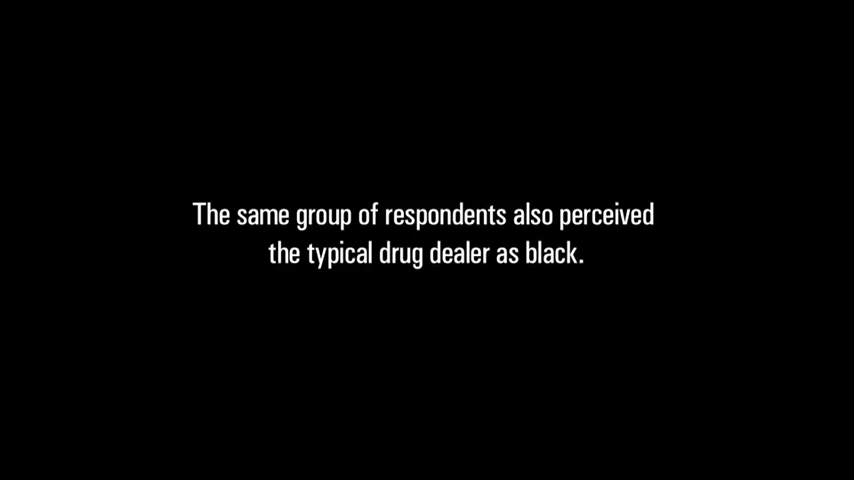 The same group of respondents also perceived
the typical drug dealer as black.